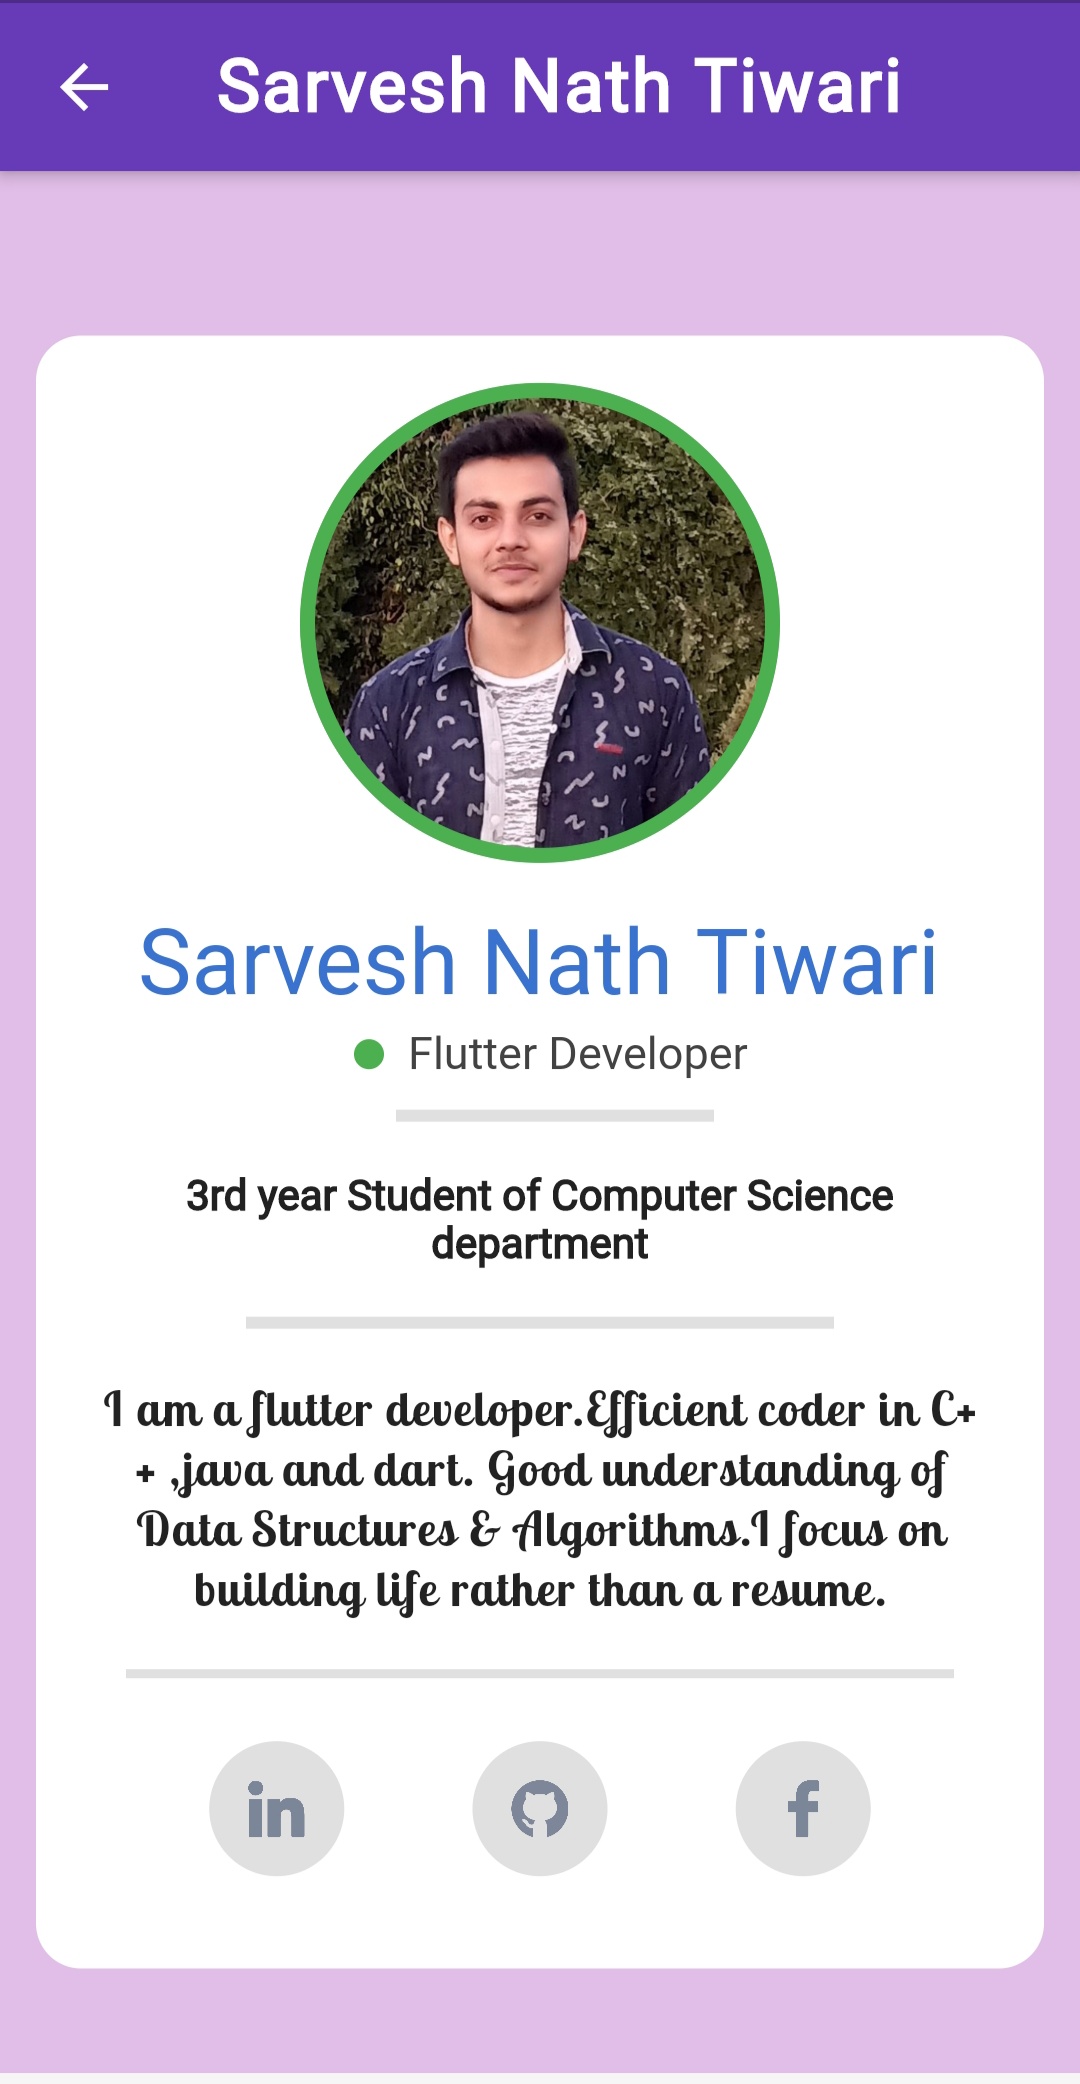 Sarvesh Nath Tiwari
Sarvesh Nath Tiwari
Flutter Developer
3rd year Student of Computer Science
department
I am a flutter developer.Efficient coder in C+
+ ,java and dart. Good understanding of
Data Structures & Algorithms.I focus on
building life rather than a resume.
in
f